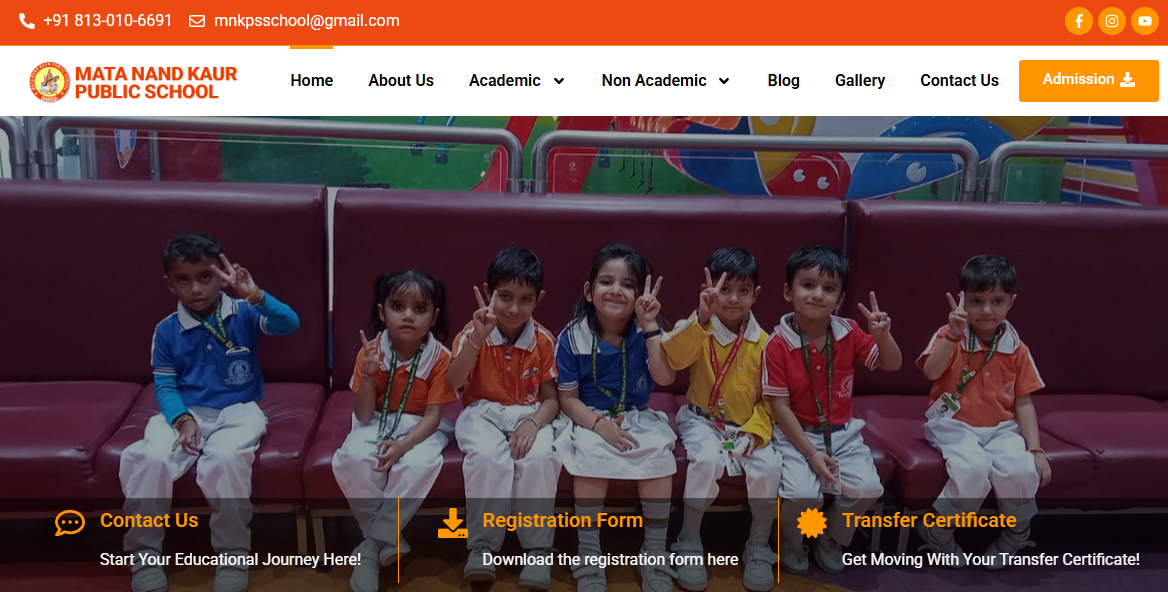 +91 813-010-6691 mnkpsschool@gmail.com
MATA NAND KAUR
PUBLIC SCHOOL
Home About Us Academic Non Academic Blog Gallery Contact Us Admission
Contact Us
Start Your Educational Journey Here!
Registration Form
Download the registration form here
Transfer Certificate
Get Moving With Your Transfer Certificate!